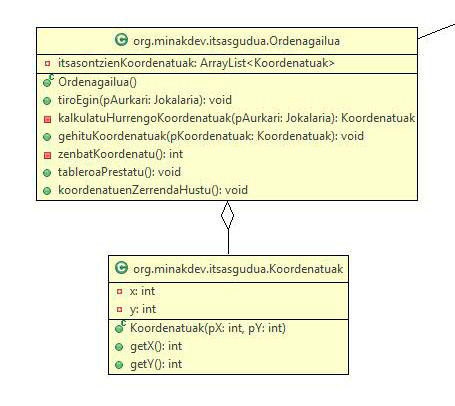 org.minakdev.itsasgudua.Ordenagailua
itsasontzienKoordenatuak: ArrayList<Koordenatuak>
Ordenagailua()
tiroEgin(pAurkari: Jokalaria): void
kalkulatuHurrengoKoordenatuak(pAurkari: Jokalaria): Koordenatuak
gehituKoordenatuak(pKoordenatuak: Koordenatuak): void
zenbatKoordenatu(): int
tableroaPrestatu(): void
koordenatuenZerrendaHustu(): void
org.minakdev.itsasgudua.Koordenatuak
x: int
y: int
Koordenatuak(pX: int, pY: int)
getX(): int
getY(): int